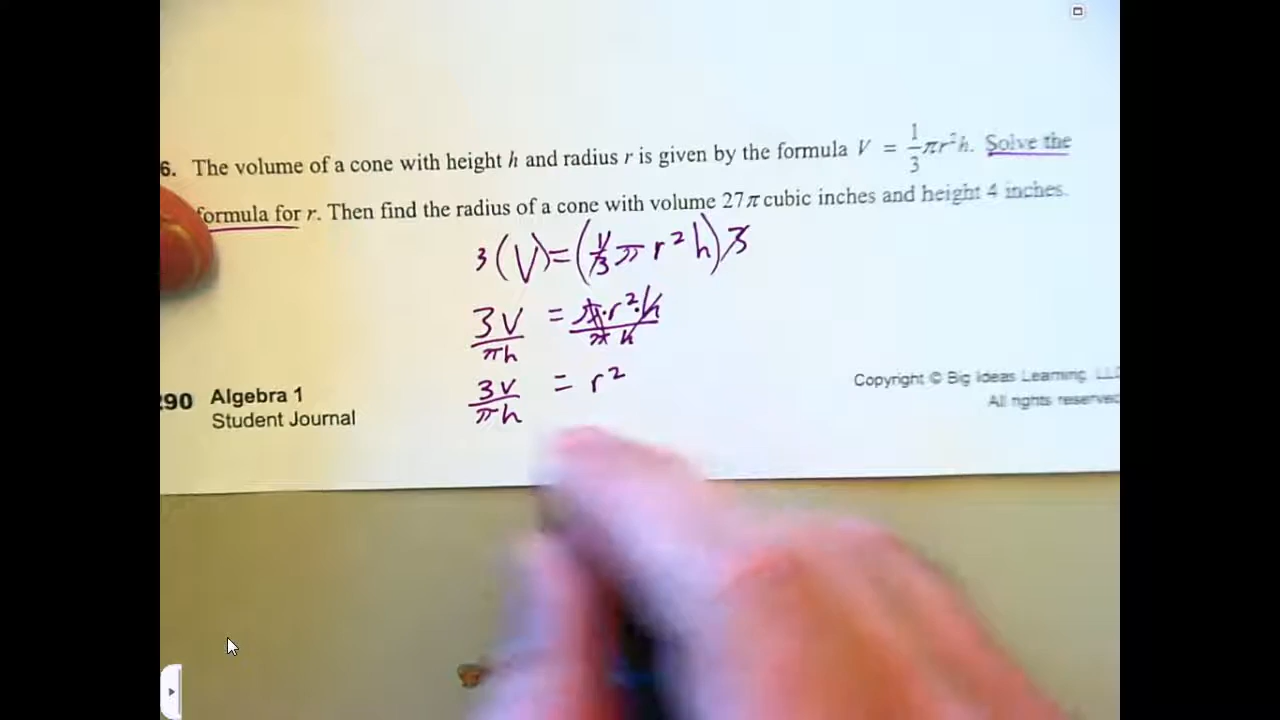 6. The volume of a cone with height h and radius r is given by the formula V = 1/3 πr²h. Solve the
formula for r. Then find the radius of a cone with volume 27π cubic inches and height 4 inches.
3(V)=(1/3 π r² h)3
3V/πh = π·r²·h/π h
3V/πh = r²
290 Algebra 1
Student Journal
Copyright © Big Ideas Learning, LLC
All rights reserved